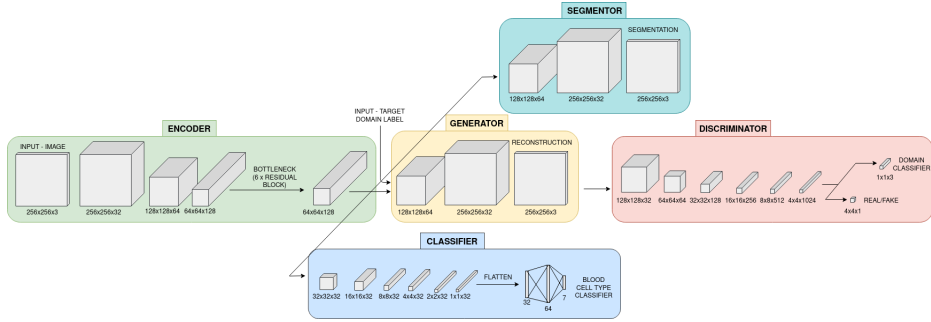 SEGMENTOR
SEGMENTATION
128x128x64
256x256x32
256x256x3
INPUT - TARGET
DOMAIN LABEL
ENCODER
INPUT - IMAGE
BOTTLENECK
(6 x RESIDUAL
BLOCK)
256x256x3
256x256x32
128x128x64
64x64x128
64x64x128
GENERATOR
RECONSTRUCTION
128x128x64
256x256x32
256x256x3
DISCRIMINATOR
128x128x32
64x64x64
32x32x128
16x16x256
8x8x512
4x4x1024
DOMAIN
CLASSIFIER
1x1x3
REAL/FAKE
4x4x1
CLASSIFIER
32x32x32
16x16x32
8x8x32
4x4x32
2x2x32
1x1x32
FLATTEN
32
64
7
BLOOD
CELL TYPE
CLASSIFIER